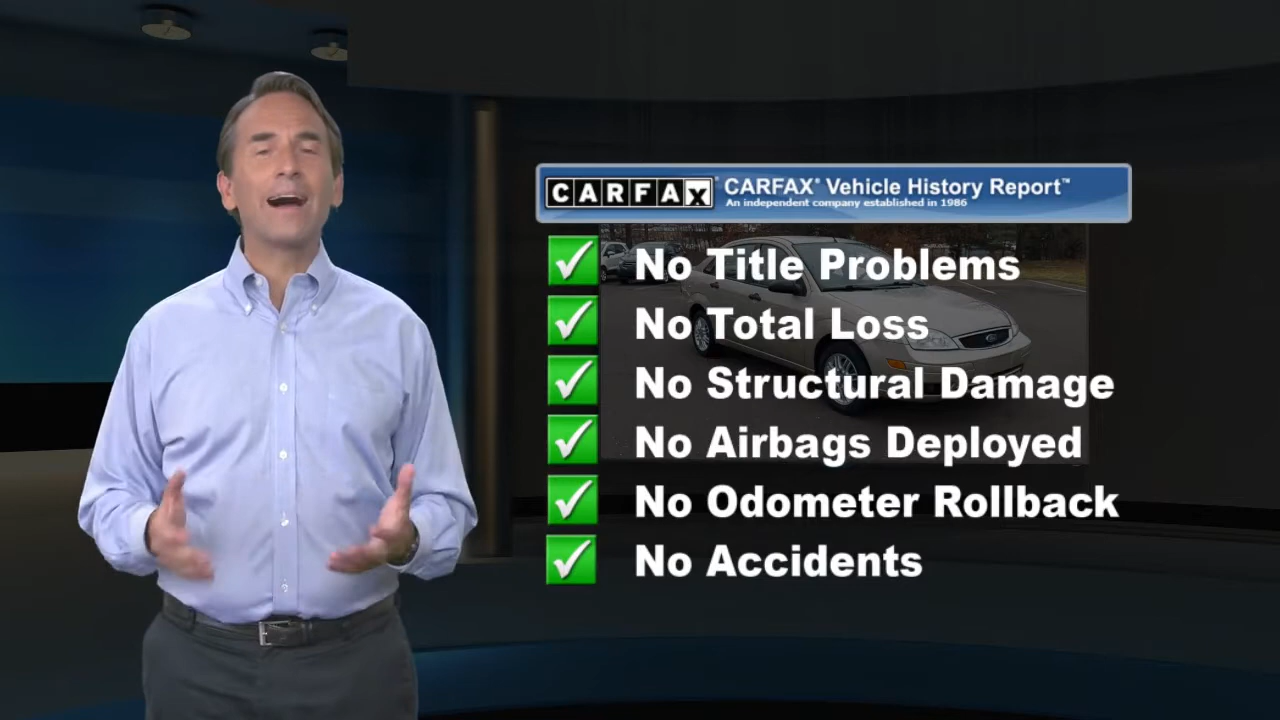 CARFAX® CARFAX® Vehicle History Report™
An independent company established in 1986
No Title Problems
No Total Loss
No Structural Damage
No Airbags Deployed
No Odometer Rollback
No Accidents